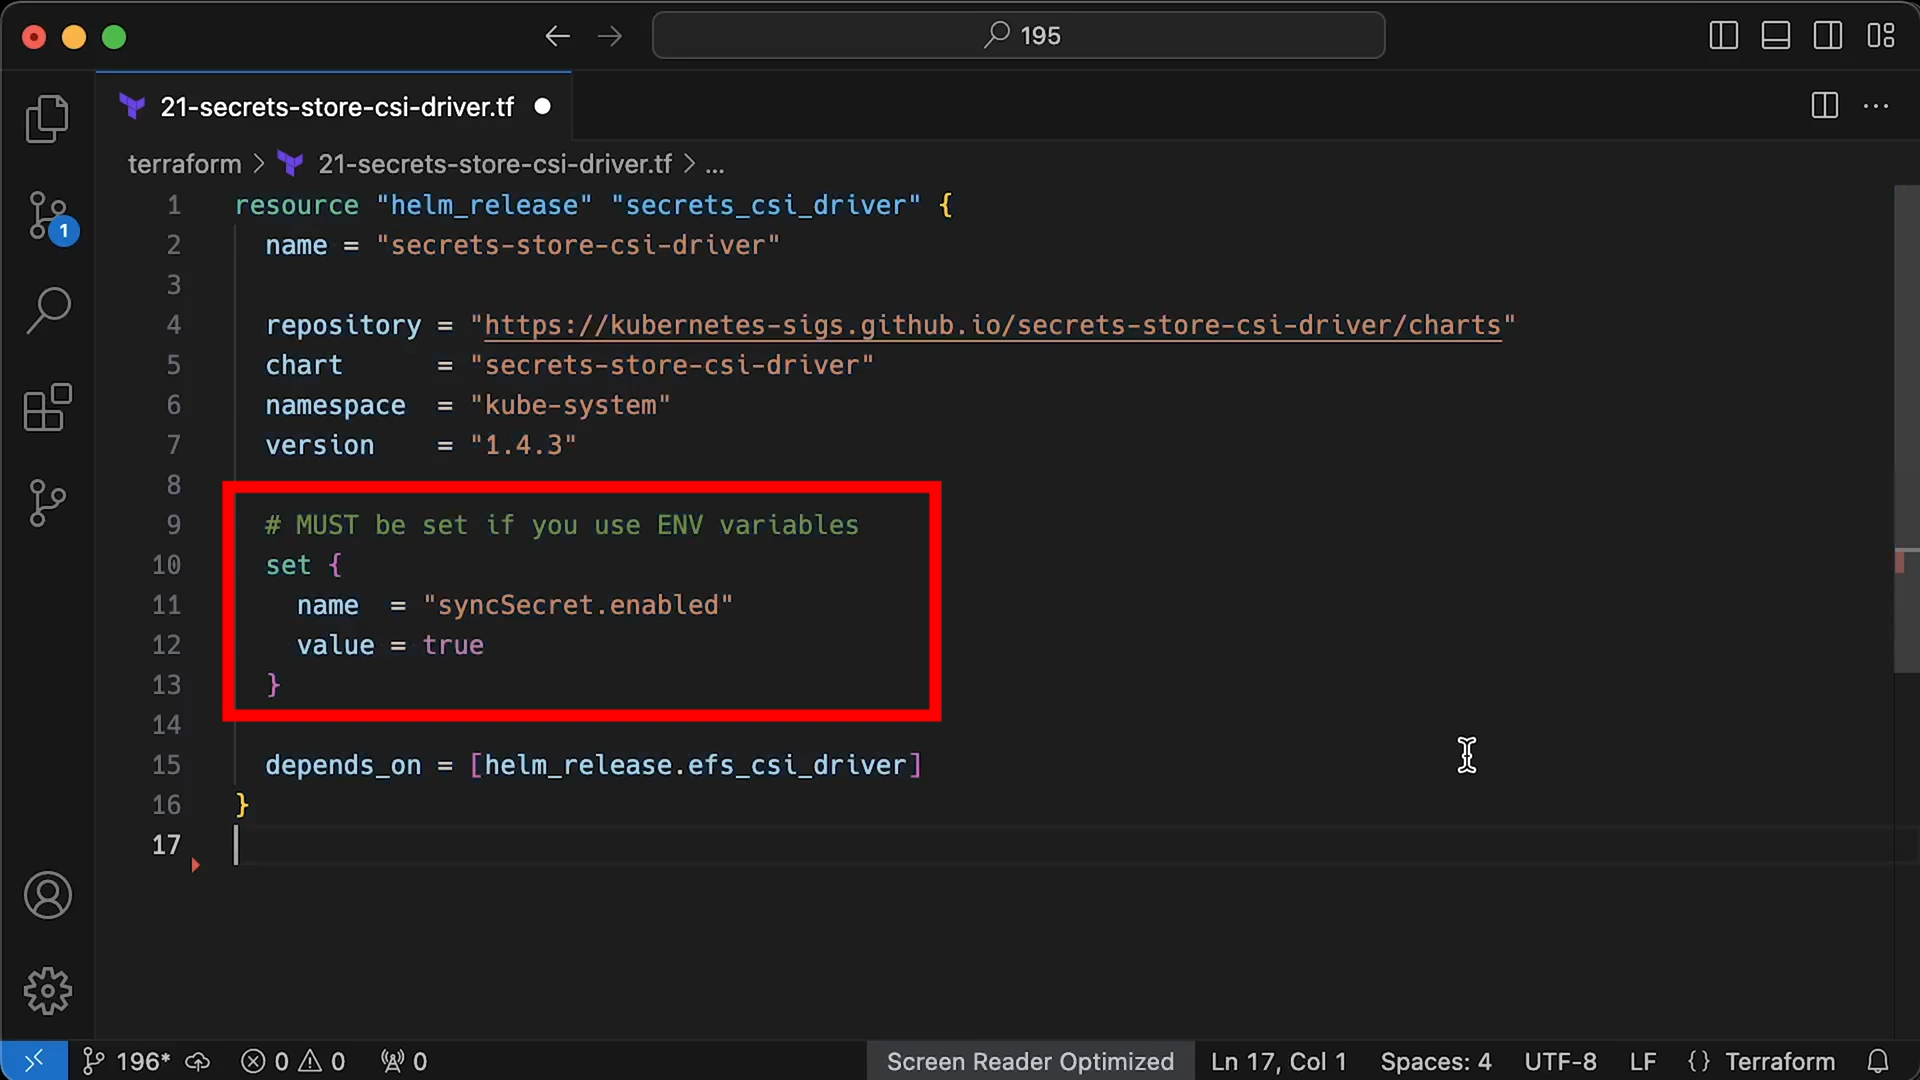 195
21-secrets-store-csi-driver.tf
terraform > 21-secrets-store-csi-driver.tf > ...
1 resource "helm_release" "secrets_csi_driver" {
2   name = "secrets-store-csi-driver"
3
4   repository = "https://kubernetes-sigs.github.io/secrets-store-csi-driver/charts"
5   chart      = "secrets-store-csi-driver"
6   namespace  = "kube-system"
7   version    = "1.4.3"
8
9   # MUST be set if you use ENV variables
10   set {
11     name  = "syncSecret.enabled"
12     value = true
13   }
14
15   depends_on = [helm_release.efs_csi_driver]
16 }
17
1
196* 0 0 0 Screen Reader Optimized Ln 17, Col 1 Spaces: 4 UTF-8 LF {} Terraform